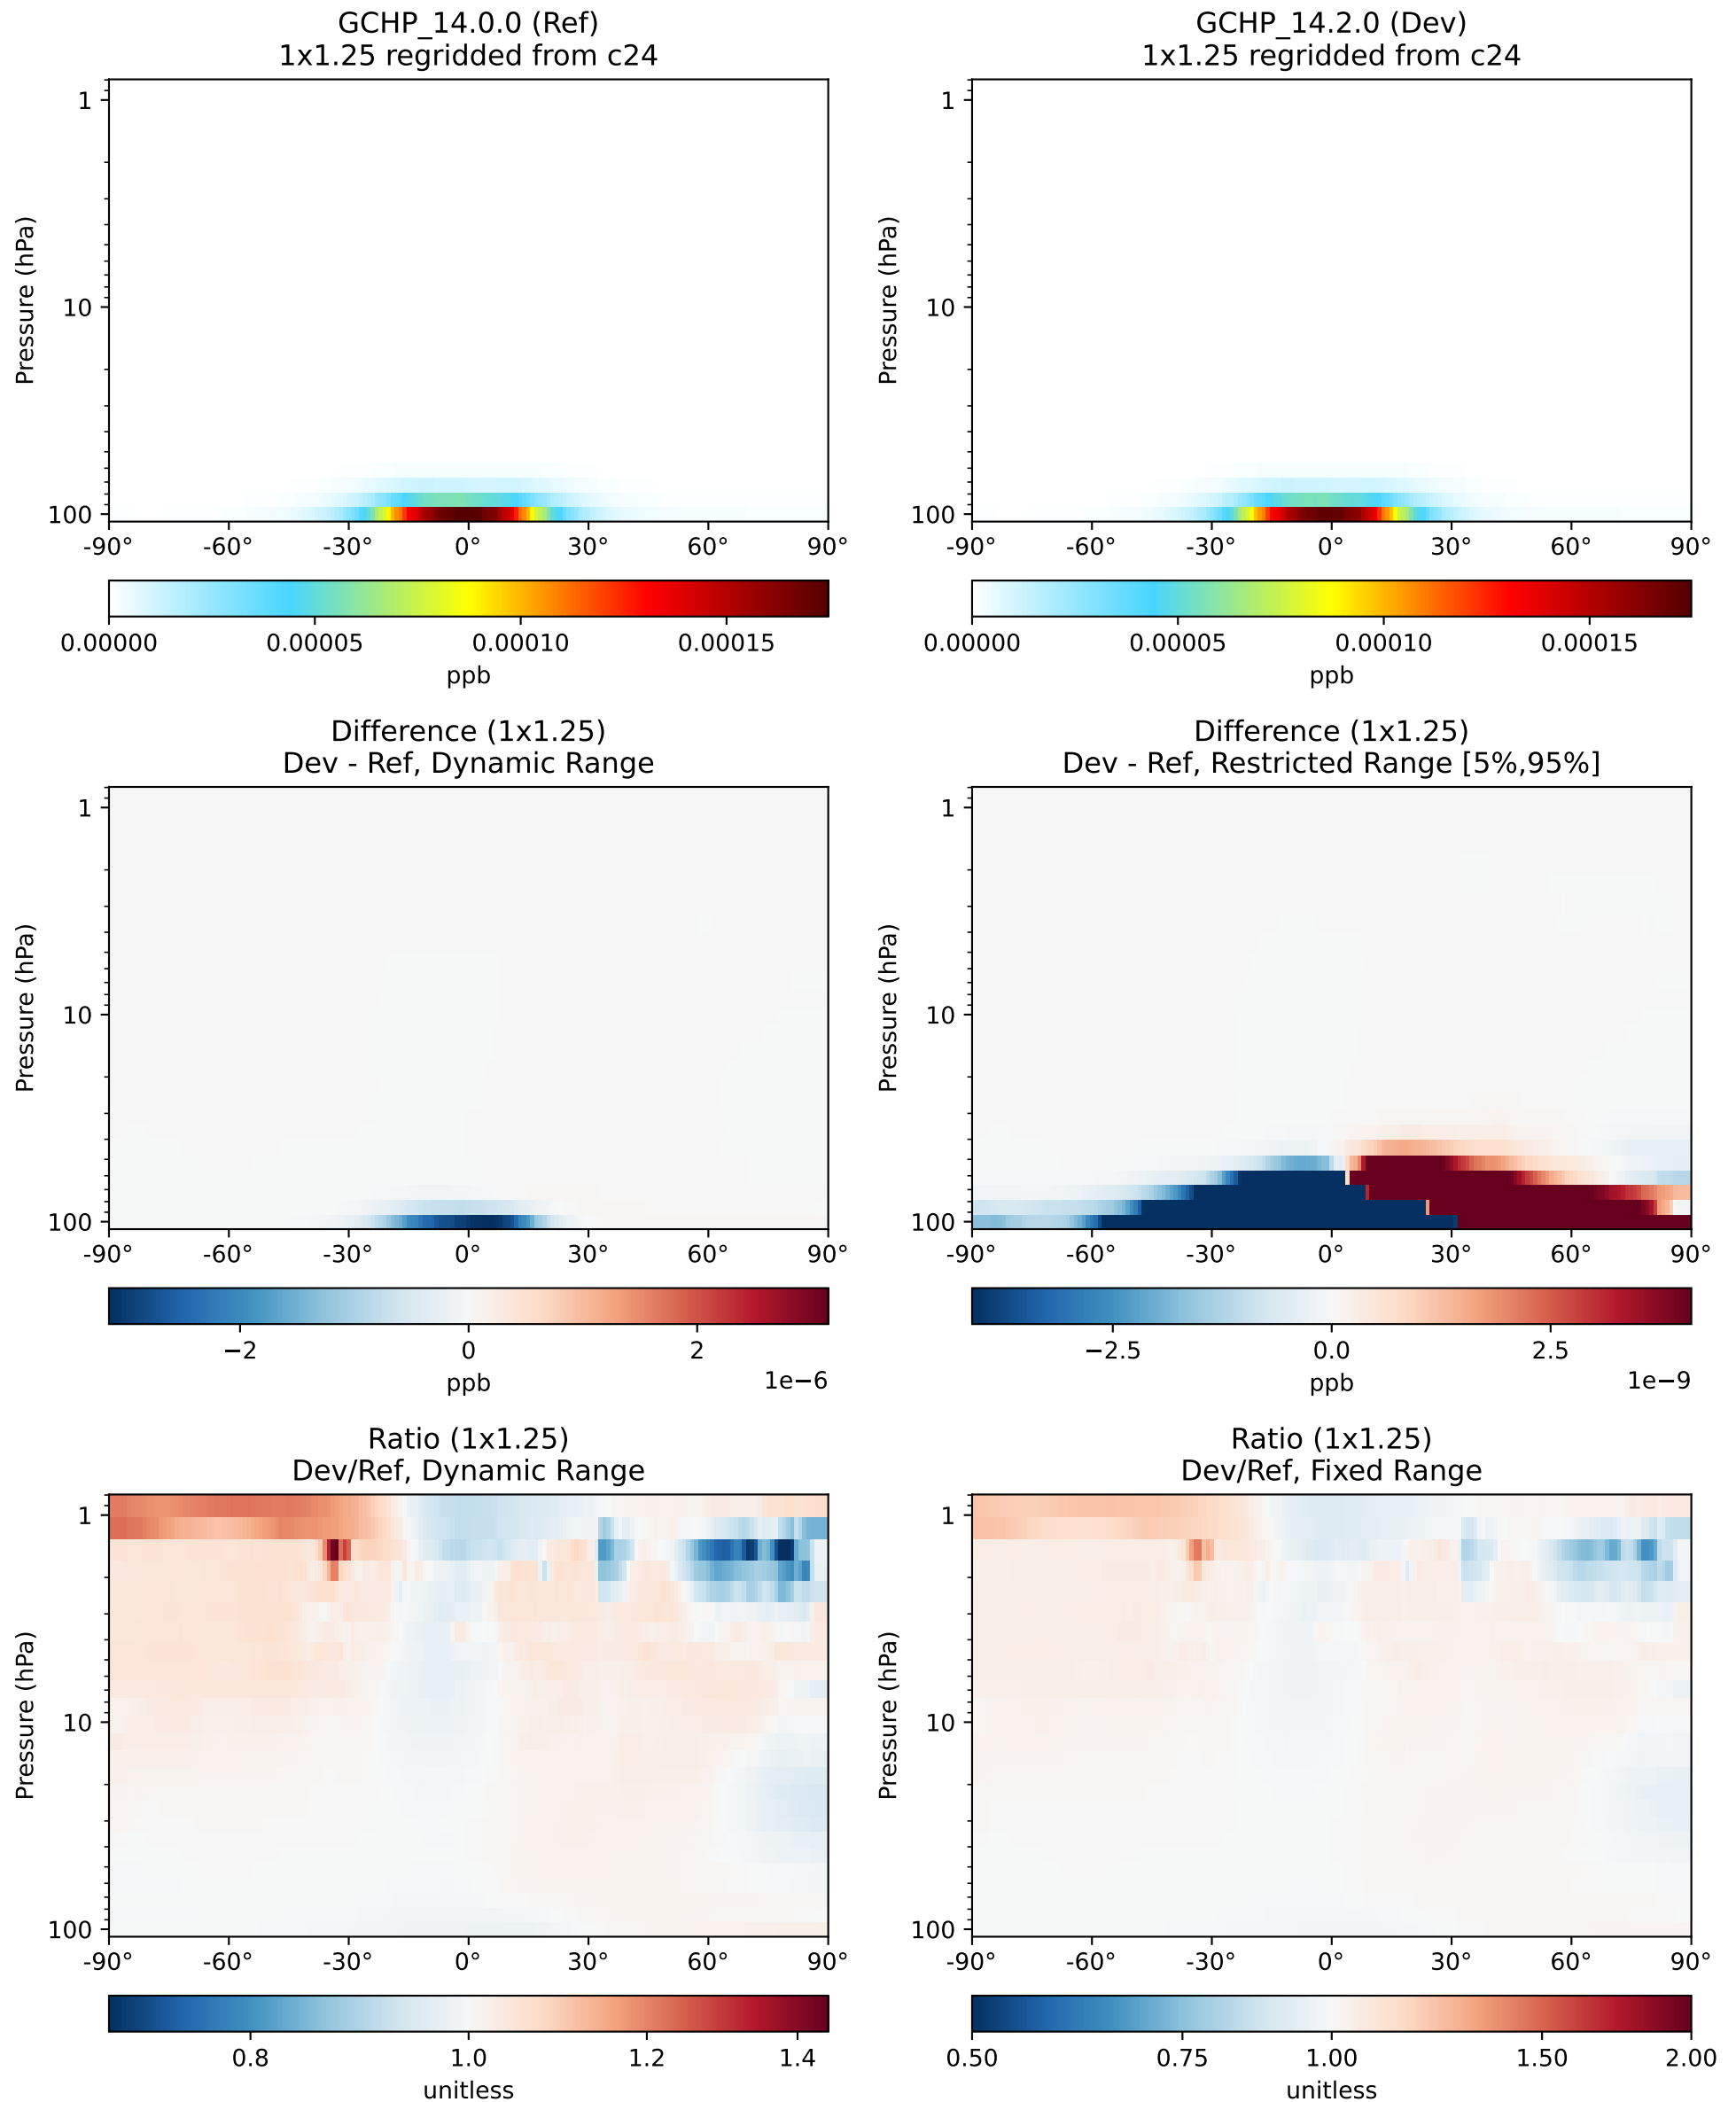 GCHP_14.0.0 (Ref)
1x1.25 regridded from c24
1
10
100
Pressure (hPa)
-90° -60° -30° 0° 30° 60° 90°
0.00000 0.00005 0.00010 0.00015
ppb
GCHP_14.2.0 (Dev)
1x1.25 regridded from c24
1
10
100
Pressure (hPa)
-90° -60° -30° 0° 30° 60° 90°
0.00000 0.00005 0.00010 0.00015
ppb
Difference (1x1.25)
Dev - Ref, Dynamic Range
1
10
100
Pressure (hPa)
-90° -60° -30° 0° 30° 60° 90°
−2 0 2
ppb
1e−6
Difference (1x1.25)
Dev - Ref, Restricted Range [5%,95%]
1
10
100
Pressure (hPa)
-90° -60° -30° 0° 30° 60° 90°
−2.5 0.0 2.5
ppb
1e−9
Ratio (1x1.25)
Dev/Ref, Dynamic Range
1
10
100
Pressure (hPa)
-90° -60° -30° 0° 30° 60° 90°
0.8 1.0 1.2 1.4
unitless
Ratio (1x1.25)
Dev/Ref, Fixed Range
1
10
100
Pressure (hPa)
-90° -60° -30° 0° 30° 60° 90°
0.50 0.75 1.00 1.50 2.00
unitless